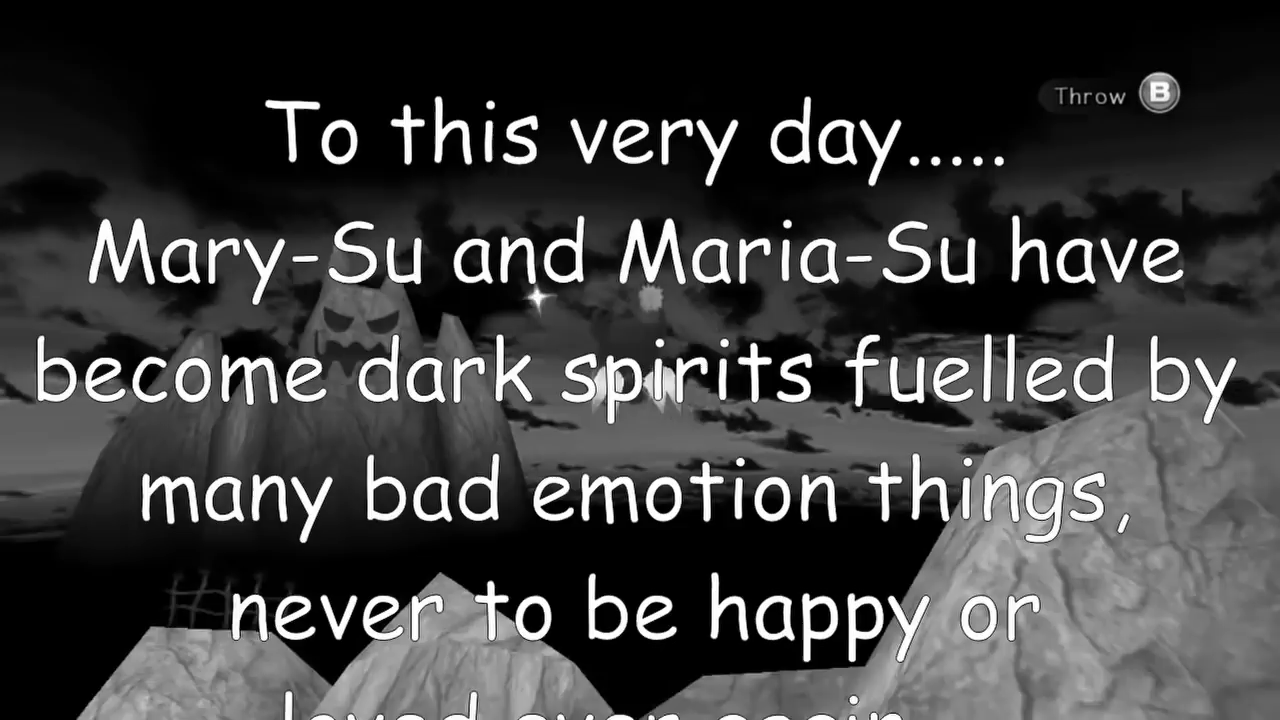 Throw B
To this very day.....
Mary-Su and Maria-Su have
become dark spirits fuelled by
many bad emotion things,
never to be happy or
loved ever again